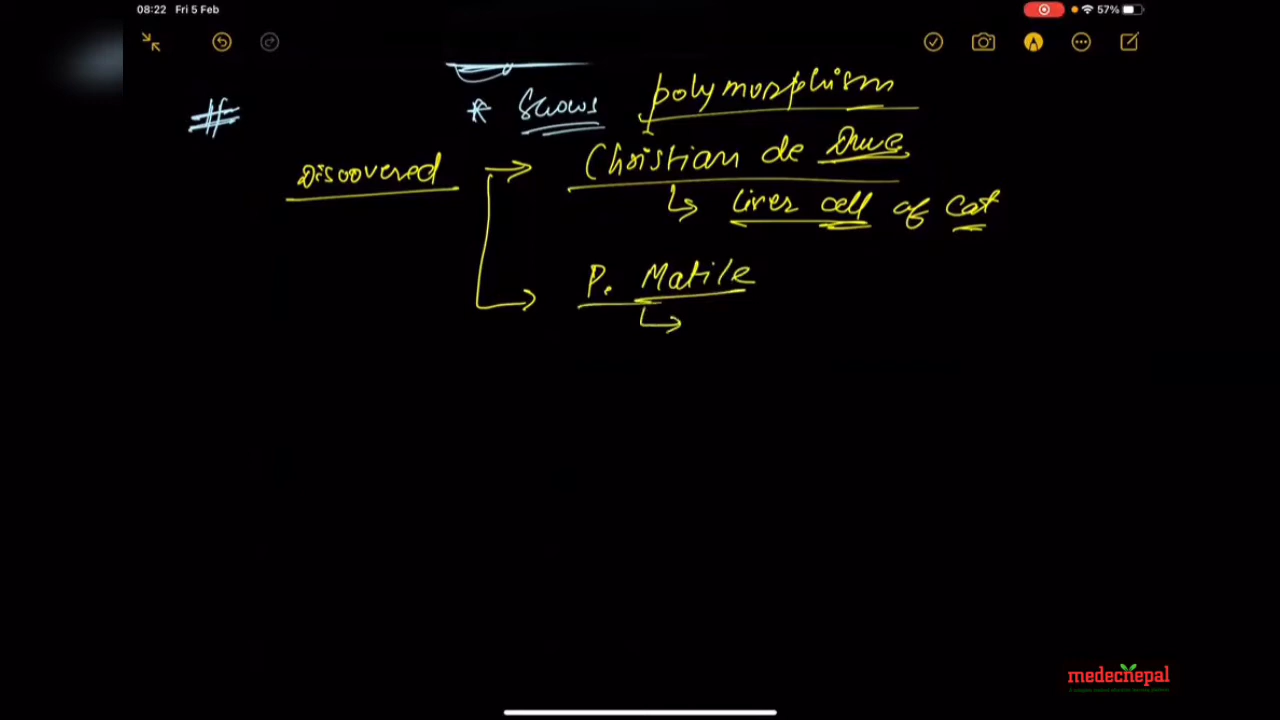 08:22 Fri 5 Feb
57%
# * Shows polymorphism
Discovered → Christian de Duve
↳ liver cell of cat
→ P. Matile
↳
medecnepal